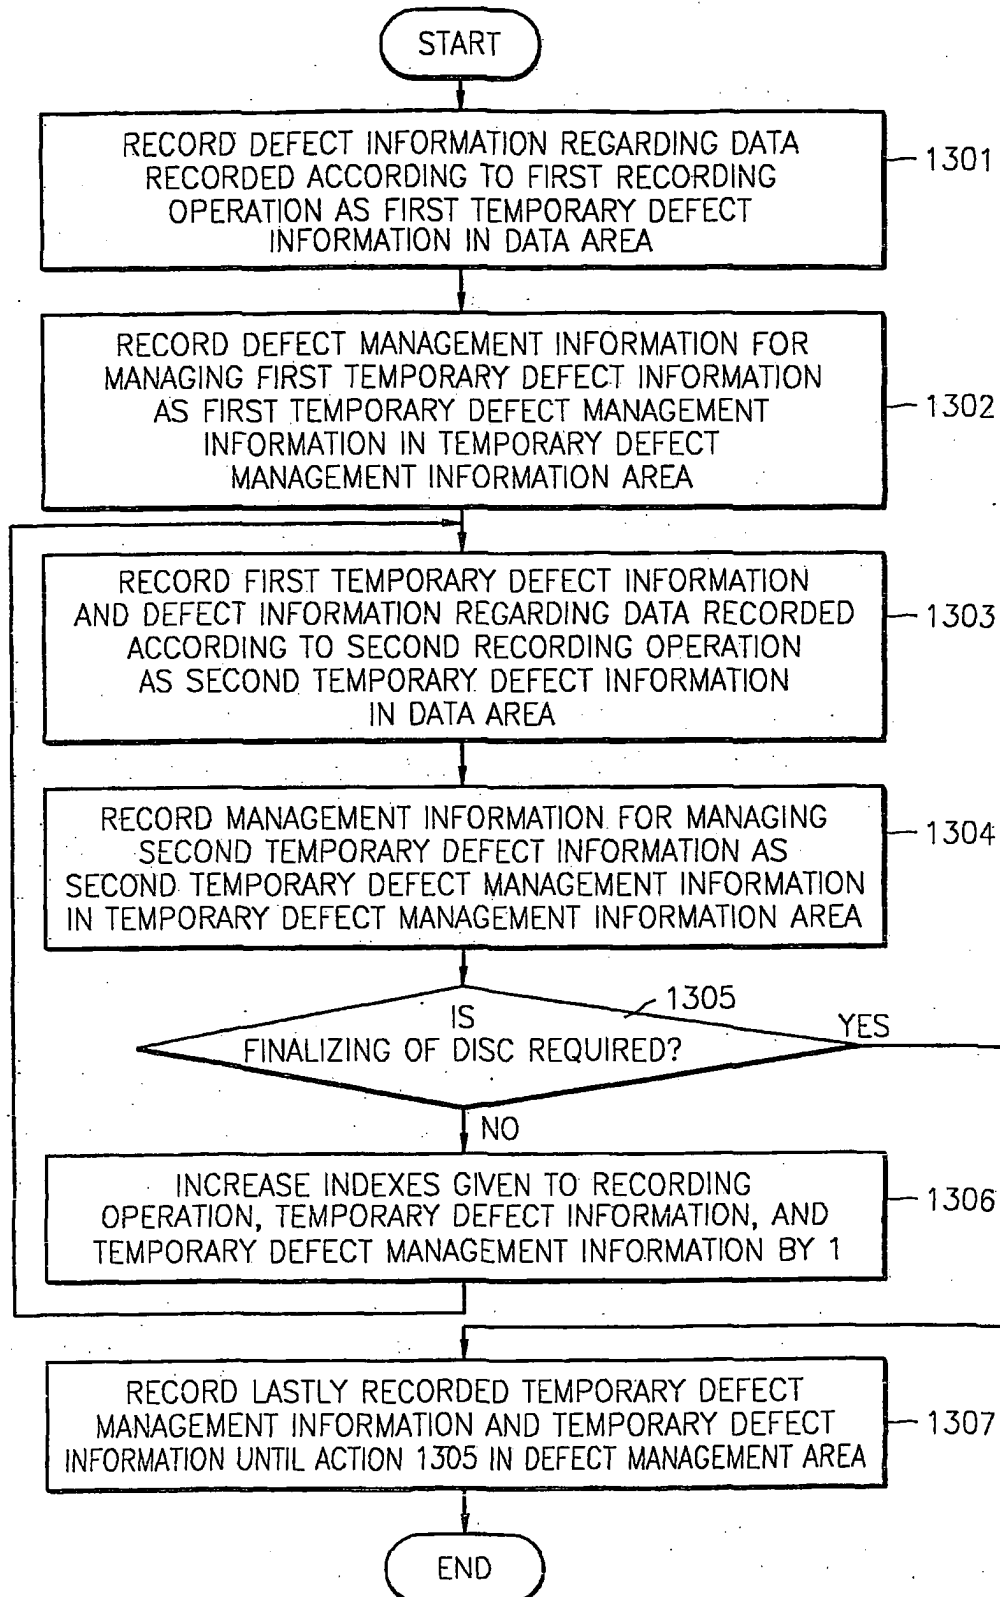 START
RECORD DEFECT INFORMATION REGARDING DATA
RECORDED ACCORDING TO FIRST RECORDING
OPERATION AS FIRST TEMPORARY DEFECT
INFORMATION IN DATA AREA
1301
RECORD DEFECT MANAGEMENT INFORMATION FOR
MANAGING FIRST TEMPORARY DEFECT INFORMATION
AS FIRST TEMPORARY DEFECT MANAGEMENT
INFORMATION IN TEMPORARY DEFECT
MANAGEMENT INFORMATION AREA
1302
RECORD FIRST TEMPORARY DEFECT INFORMATION
AND DEFECT INFORMATION REGARDING DATA RECORDED
ACCORDING TO SECOND RECORDING OPERATION
AS SECOND TEMPORARY DEFECT INFORMATION
IN DATA AREA
1303
RECORD MANAGEMENT INFORMATION FOR MANAGING
SECOND TEMPORARY DEFECT INFORMATION AS
SECOND TEMPORARY DEFECT MANAGEMENT INFORMATION
IN TEMPORARY DEFECT MANAGEMENT INFORMATION AREA
1304
1305
IS
FINALIZING OF DISC REQUIRED?
YES
NO
INCREASE INDEXES GIVEN TO RECORDING
OPERATION, TEMPORARY DEFECT INFORMATION, AND
TEMPORARY DEFECT MANAGEMENT INFORMATION BY 1
1306
RECORD LASTLY RECORDED TEMPORARY DEFECT
MANAGEMENT INFORMATION AND TEMPORARY DEFECT
INFORMATION UNTIL ACTION 1305 IN DEFECT MANAGEMENT AREA
1307
END